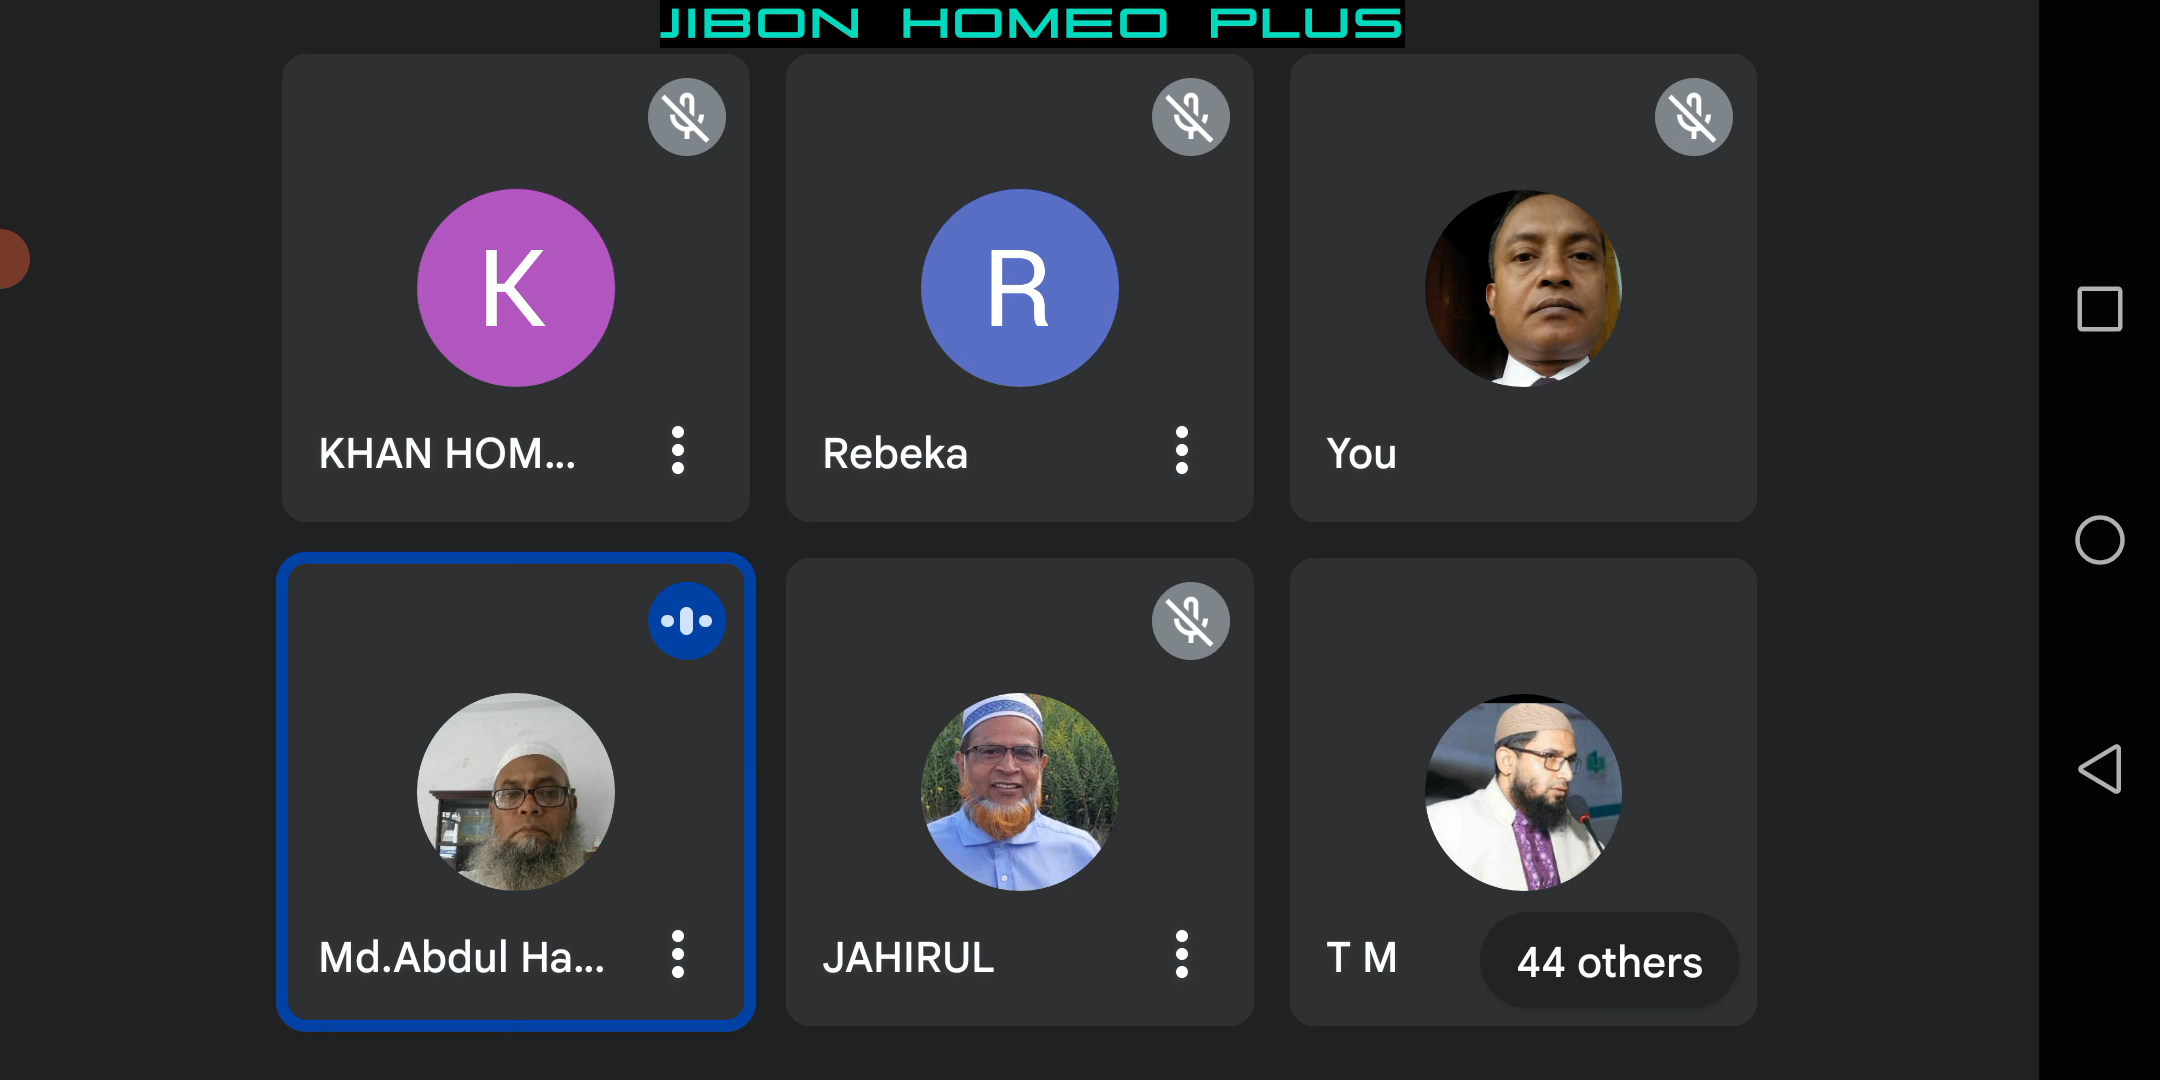 JIBON HOMEO PLUS
K
R
KHAN HOM...
Rebeka
You
Md.Abdul Ha...
JAHIRUL
T M
44 others